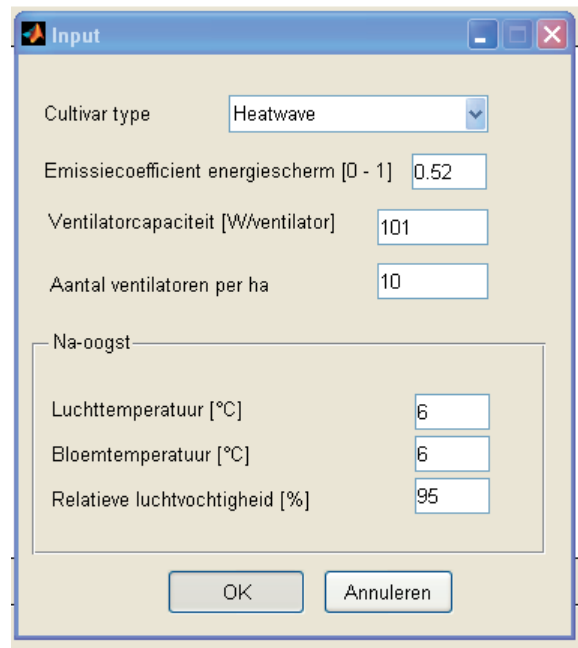 Input
Cultivar type Heatwave
Emissiecoefficient energiescherm [0 - 1] 0.52
Ventilatorcapaciteit [W/ventilator] 101
Aantal ventilatoren per ha 10
Na-oogst
Luchttemperatuur [°C] 6
Bloemtemperatuur [°C] 6
Relatieve luchtvochtigheid [%] 95
OK Annuleren